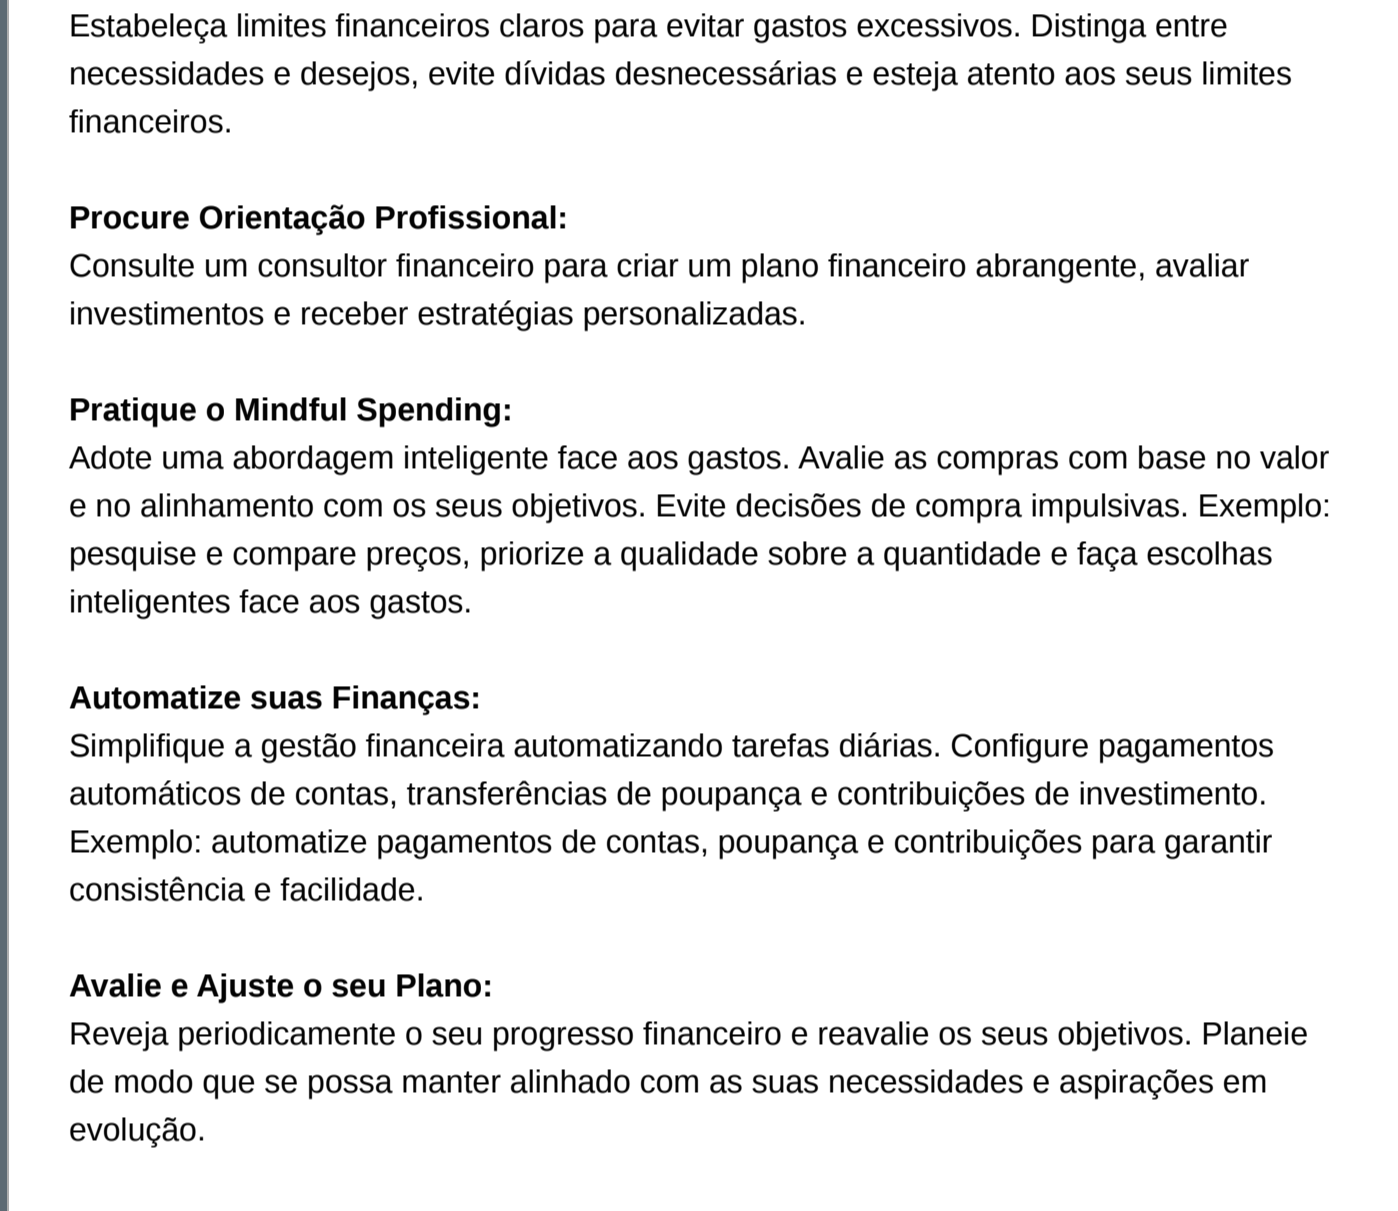 Estabeleça limites financeiros claros para evitar gastos excessivos. Distinga entre
necessidades e desejos, evite dívidas desnecessárias e esteja atento aos seus limites
financeiros.
Procure Orientação Profissional:
Consulte um consultor financeiro para criar um plano financeiro abrangente, avaliar
investimentos e receber estratégias personalizadas.
Pratique o Mindful Spending:
Adote uma abordagem inteligente face aos gastos. Avalie as compras com base no valor
e no alinhamento com os seus objetivos. Evite decisões de compra impulsivas. Exemplo:
pesquise e compare preços, priorize a qualidade sobre a quantidade e faça escolhas
inteligentes face aos gastos.
Automatize suas Finanças:
Simplifique a gestão financeira automatizando tarefas diárias. Configure pagamentos
automáticos de contas, transferências de poupança e contribuições de investimento.
Exemplo: automatize pagamentos de contas, poupança e contribuições para garantir
consistência e facilidade.
Avalie e Ajuste o seu Plano:
Reveja periodicamente o seu progresso financeiro e reavalie os seus objetivos. Planeie
de modo que se possa manter alinhado com as suas necessidades e aspirações em
evolução.